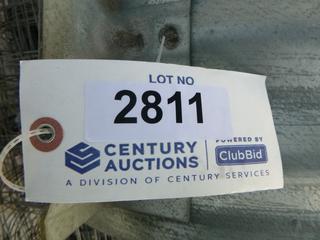 LOT NO
2811
CENTURY
AUCTIONS
POWERED BY
ClubBid
A DIVISION OF CENTURY SERVICES